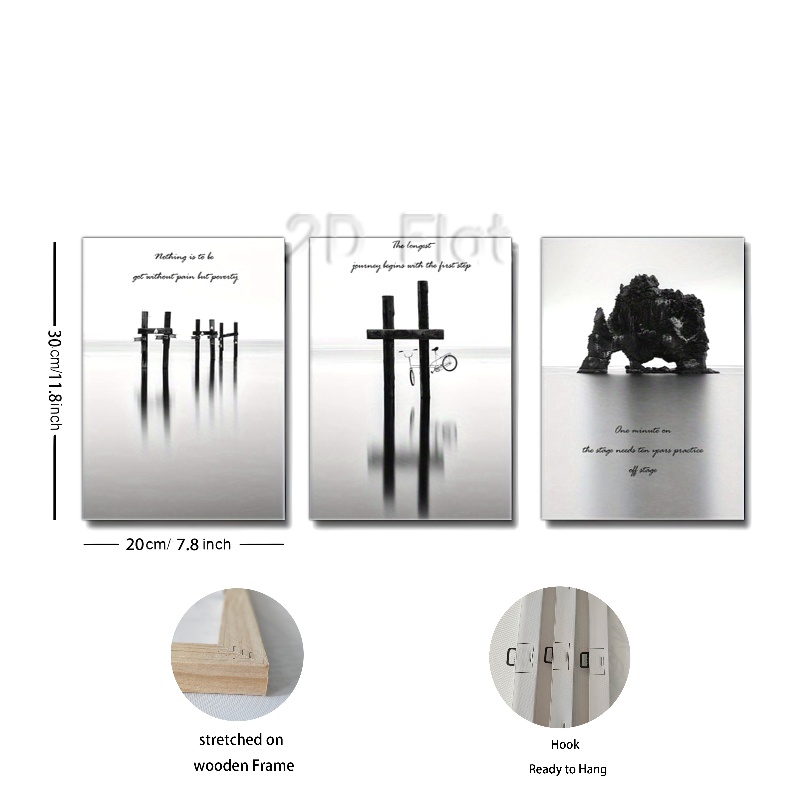 2D Flat
Nothing is to be
got without pain but poverty
The longest
journey begins with the first step
One minute on
the stage needs ten years practice
off stage
30cm/11.8inch
20cm/ 7.8 inch
stretched on
wooden Frame
Hook
Ready to Hang